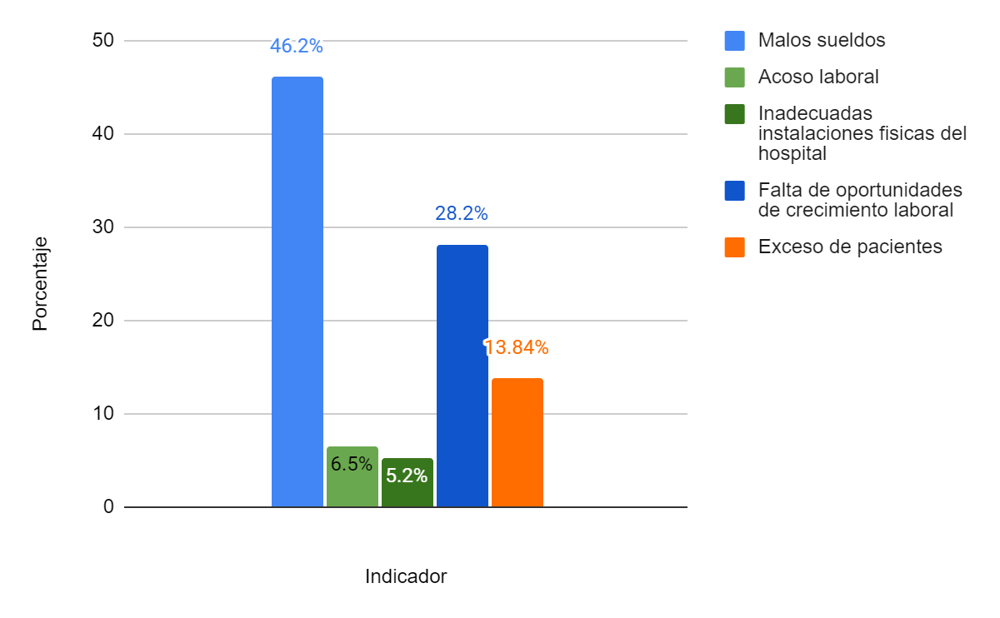 50
40
30
20
10
0
Porcentaje
46.2%
6.5%
5.2%
28.2%
13.84%
Indicador
Malos sueldos
Acoso laboral
Inadecuadas
instalaciones fisicas del
hospital
Falta de oportunidades
de crecimiento laboral
Exceso de pacientes